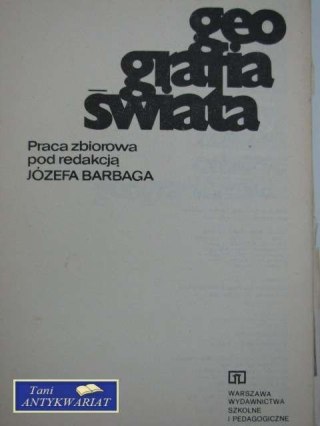 geo
grafia
świata
Praca zbiorowa
pod redakcją
JÓZEFA BARBAGA
WARSZAWA
WYDAWNICTWA
SZKOLNE
I PEDAGOGICZNE
Tani
ANTYKWARIAT